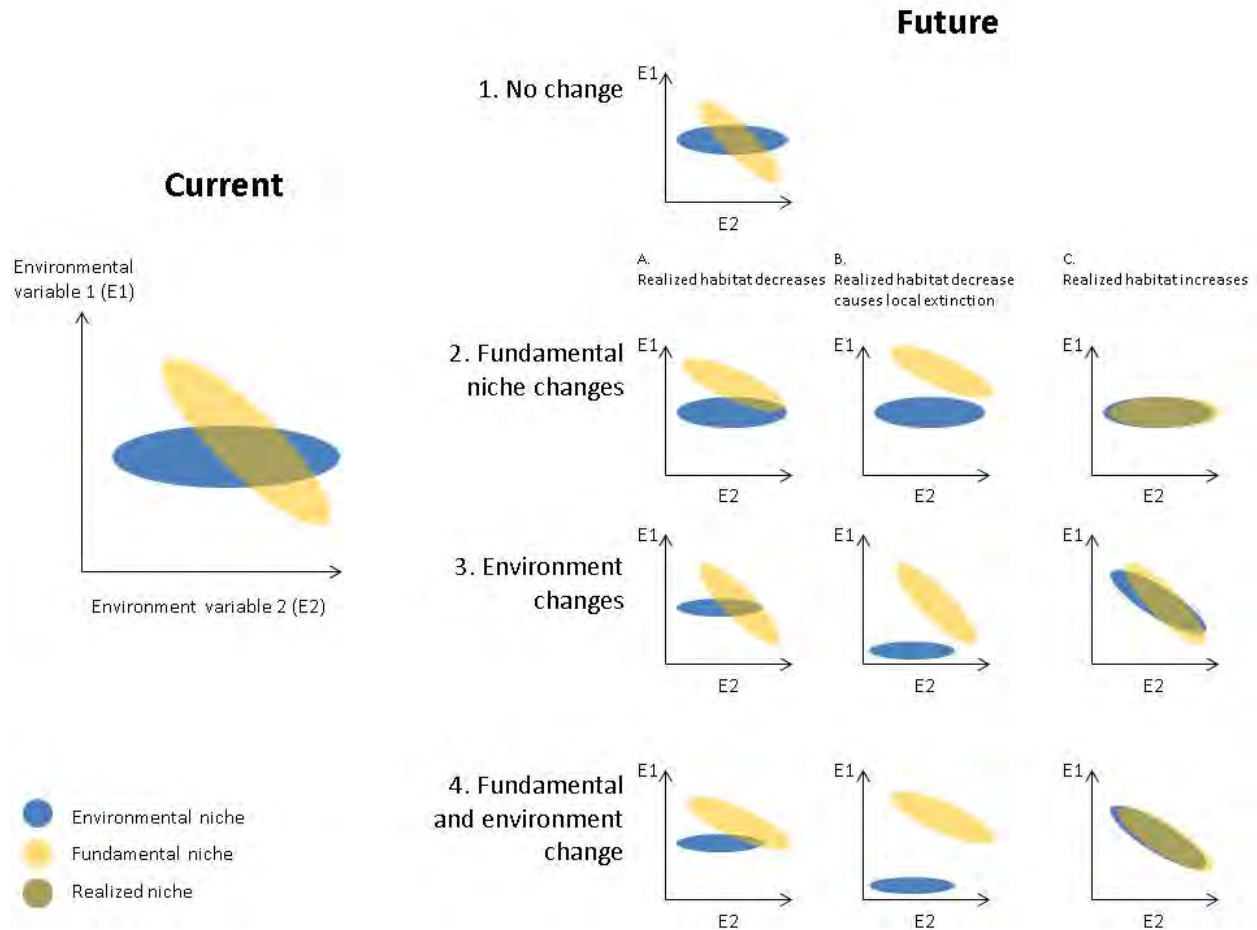 Future
1. No change
E1
E2
Current
Environmental
variable 1 (E1)
Environment variable 2 (E2)
A.
Realized habitat decreases
B.
Realized habitat decrease
causes local extinction
C.
Realized habitat increases
2. Fundamental
niche changes
E1
E2
E1
E2
E1
E2
3. Environment
changes
E1
E2
E1
E2
E1
E2
4. Fundamental
and environment
change
E1
E2
E1
E2
E1
E2
Environmental niche
Fundamental niche
Realized niche